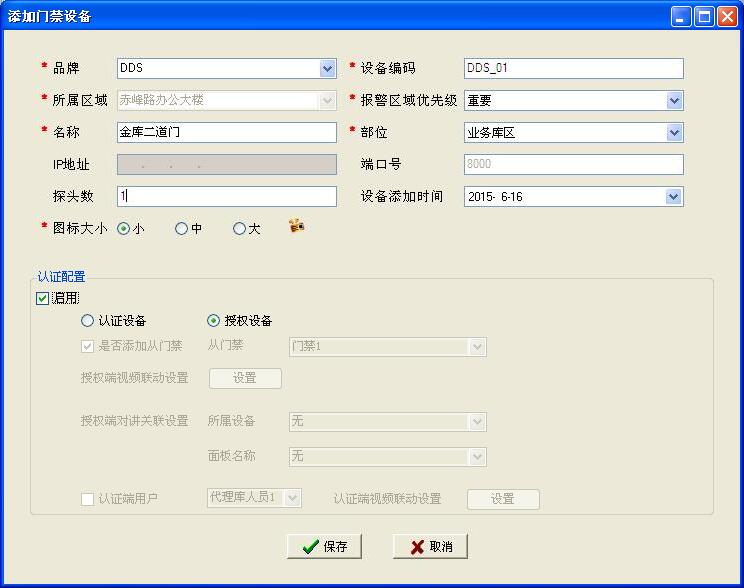 添加门禁设备
* 品牌 DDS * 设备编码 DDS_01
* 所属区域 赤峰路办公大楼 * 报警区域优先级 重要
* 名称 金库二道门 * 部位 业务库区
IP地址 . . . 端口号 8000
探头数 1 设备添加时间 2015- 6-16
* 图标大小 小 中 大
认证配置
启用
认证设备 授权设备
是否添加从门禁 从门禁 门禁1
授权端视频联动设置 设置
授权端对讲关联设置 所属设备 无
面板名称 无
认证端用户 代理库人员1 认证端视频联动设置 设置
保存 取消